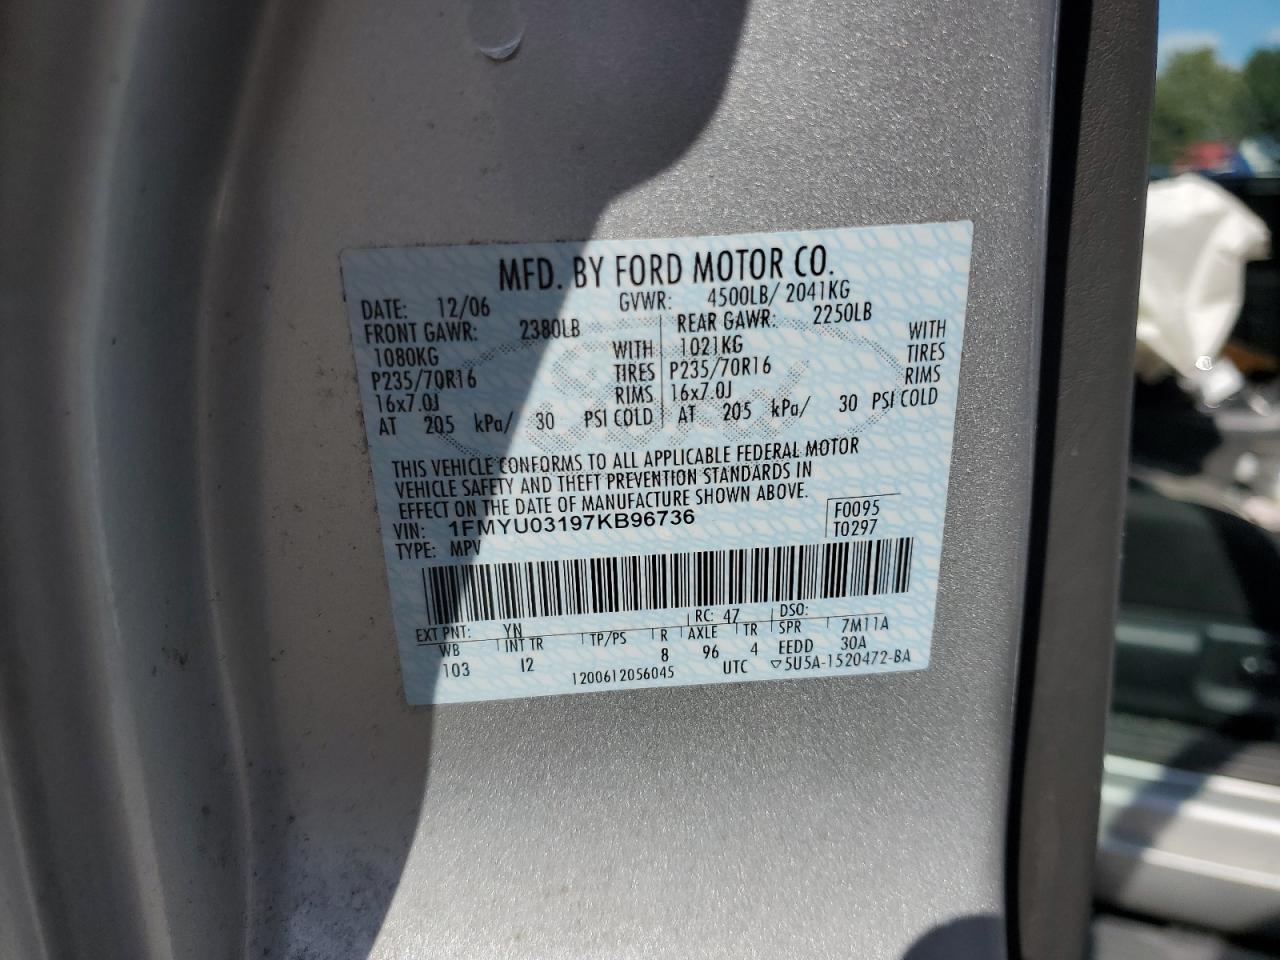 MFD. BY FORD MOTOR CO.
DATE: 12/06 GVWR: 4500LB/ 2041KG
FRONT GAWR: 2380LB REAR GAWR: 2250LB
1080KG WITH 1021KG WITH
P235/70R16 TIRES P235/70R16 TIRES
16x7.0J RIMS 16x7.0J RIMS
AT 205 kPa/ 30 PSI COLD AT 205 kPa/ 30 PSI COLD
THIS VEHICLE CONFORMS TO ALL APPLICABLE FEDERAL MOTOR
VEHICLE SAFETY AND THEFT PREVENTION STANDARDS IN
EFFECT ON THE DATE OF MANUFACTURE SHOWN ABOVE.
VIN: 1FMYU03197KB96736 F0095
TYPE: MPV T0297
EXT PNT: YN RC: 47 DSO:
WB INT TR TP/PS R AXLE TR SPR 7M11A
103 I2 8 96 4 EEDD 30A
1200612056045 UTC ▽5U5A-1520472-BA